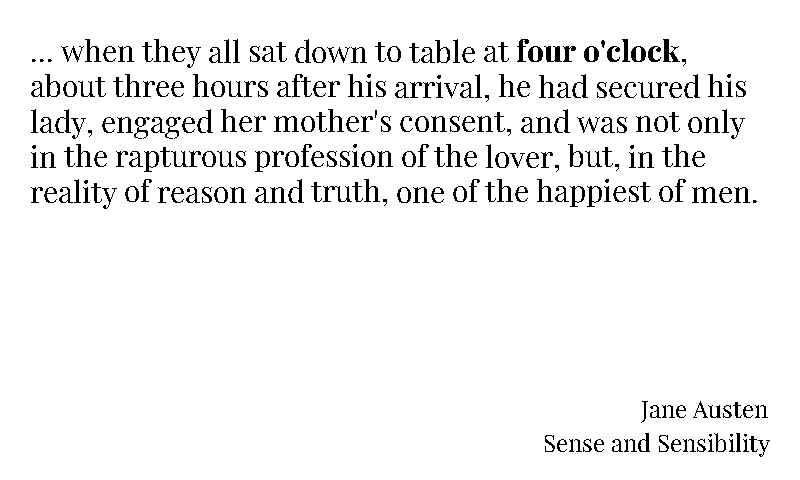 ... when they all sat down to table at four o'clock,
about three hours after his arrival, he had secured his
lady, engaged her mother's consent, and was not only
in the rapturous profession of the lover, but, in the
reality of reason and truth, one of the happiest of men.
Jane Austen
Sense and Sensibility